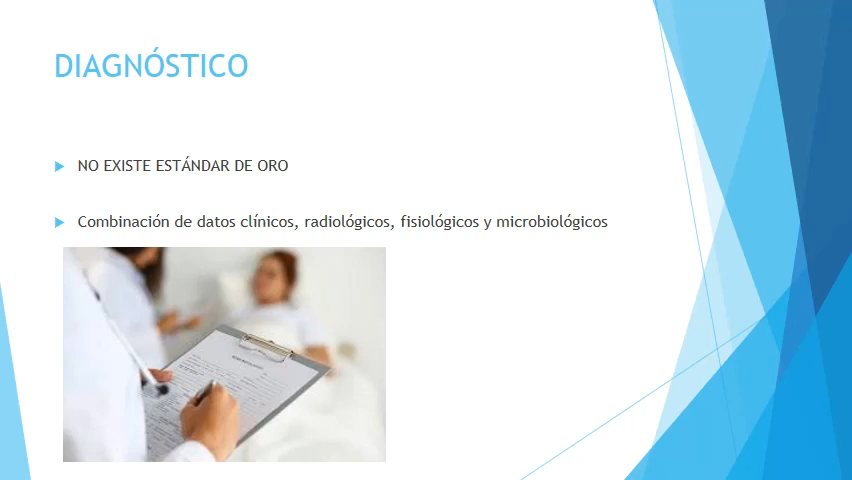 DIAGNÓSTICO
NO EXISTE ESTÁNDAR DE ORO
Combinación de datos clínicos, radiológicos, fisiológicos y microbiológicos